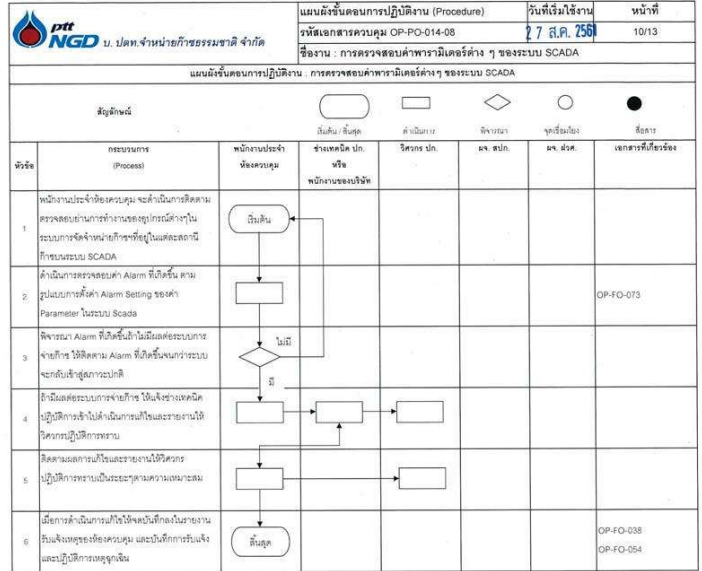 ptt
NGD บ. ปตท.จำหน่ายก๊าซธรรมชาติ จำกัด
แผนผังขั้นตอนการปฏิบัติงาน (Procedure)
วันที่เริ่มใช้งาน
หน้าที่
รหัสเอกสารควบคุม OP-PO-014-08
2 7 ส.ค. 2561
10/13
ชื่องาน : การตรวจสอบค่าพารามิเตอร์ต่าง ๆ ของระบบ SCADA
แผนผังขั้นตอนการปฏิบัติงาน : การตรวจสอบค่าพารามิเตอร์ต่าง ๆ ของระบบ SCADA
สัญลักษณ์
เริ่มต้น / สิ้นสุด
ดำเนินการ
พิจารณา
จุดเชื่อมโยง
สื่อสาร
หัวข้อ
กระบวนการ
(Process)
พนักงานประจำ
ห้องควบคุม
ช่างเทคนิค ปก.
หรือ
พนักงานของบริษัท
วิศวกร ปก.
ผจ. สปก.
ผจ. ฝวศ.
เอกสารที่เกี่ยวข้อง
1
พนักงานประจำห้องควบคุม จะดำเนินการติดตาม
ตรวจสอบย่านการทำงานของอุปกรณ์ต่างๆใน
ระบบการจัดจำหน่ายก๊าซฯที่อยู่ในแต่ละสถานี
ก๊าซบนระบบ SCADA
เริ่มต้น
2
ดำเนินการตรวจสอบค่า Alarm ที่เกิดขึ้น ตาม
รูปแบบการตั้งค่า Alarm Setting ของค่า
Parameter ในระบบ Scada
OP-FO-073
3
พิจารณา Alarm ที่เกิดขึ้นถ้าไม่มีผลต่อระบบการ
จ่ายก๊าซ ให้ติดตาม Alarm ที่เกิดขึ้นจนกว่าระบบ
จะกลับเข้าสู่สภาวะปกติ
ไม่มี
มี
4
ถ้ามีผลต่อระบบการจ่ายก๊าซ ให้แจ้งช่างเทคนิค
ปฏิบัติการเข้าไปดำเนินการแก้ไขและรายงานให้
วิศวกรปฏิบัติการทราบ
5
ติดตามผลการแก้ไขและรายงานให้วิศวกร
ปฏิบัติการทราบเป็นระยะๆตามความเหมาะสม
6
เมื่อการดำเนินการแก้ไขให้จดบันทึกลงในรายงาน
รับแจ้งเหตุของห้องควบคุม และบันทึกการรับแจ้ง
และปฏิบัติการเหตุฉุกเฉิน
สิ้นสุด
OP-FO-038
OP-FO-054